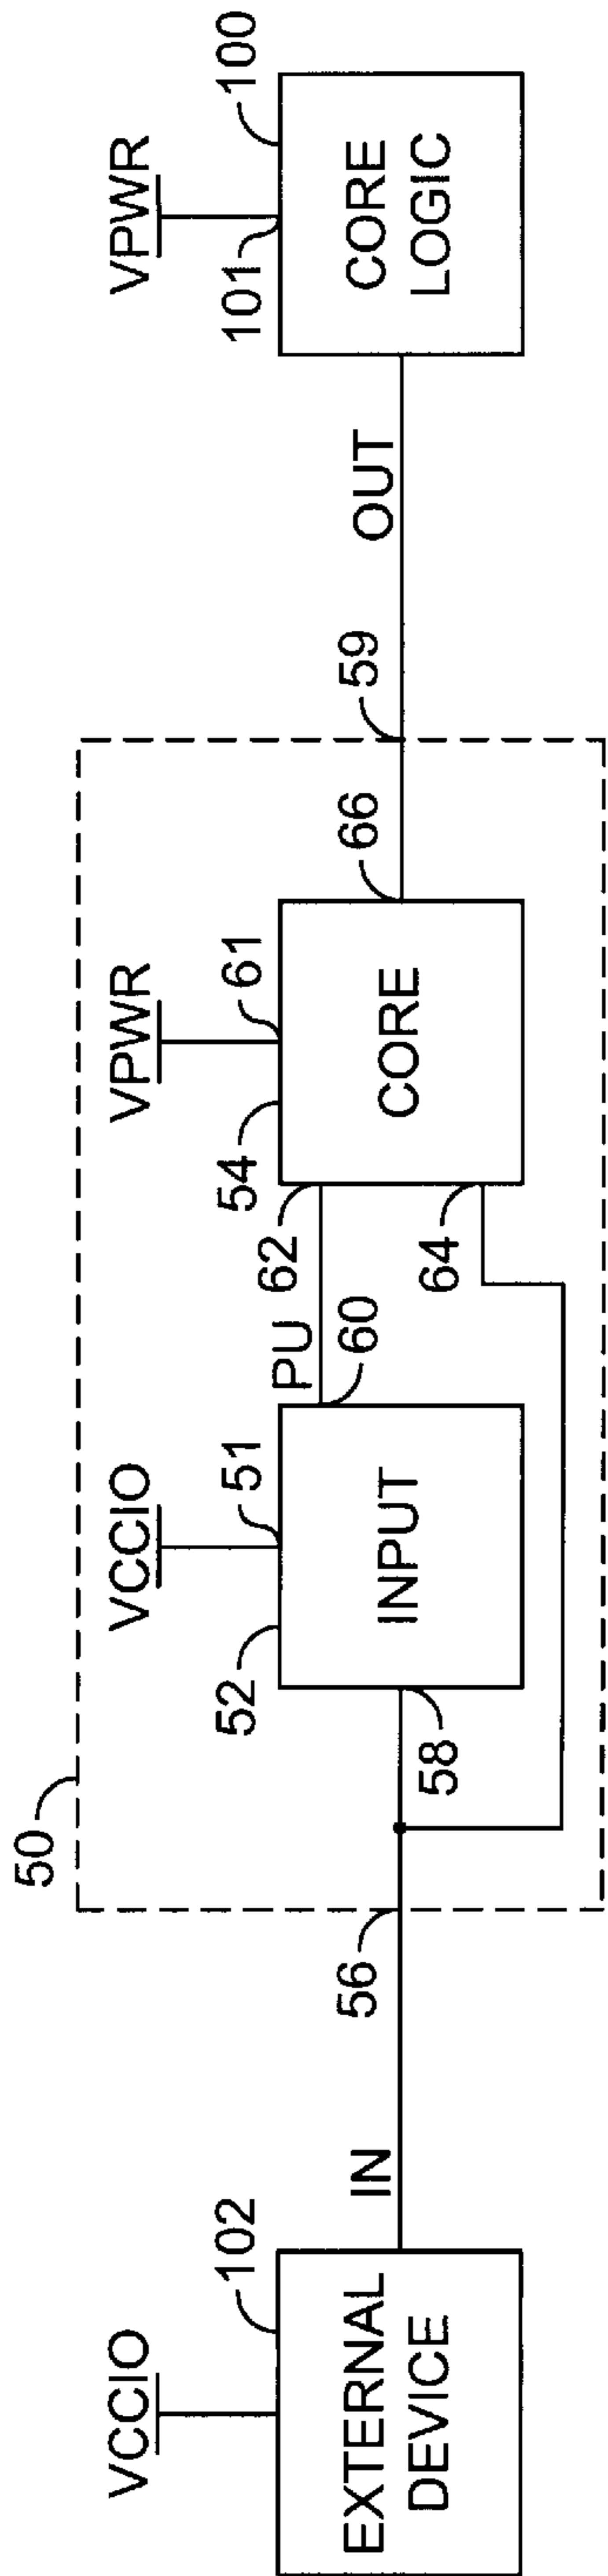 VCCIO
102
EXTERNAL
DEVICE
IN
56
50
VCCIO
52
51
INPUT
58
PU
60
62
64
VPWR
54
61
CORE
66
59
OUT
VPWR
101
100
CORE
LOGIC